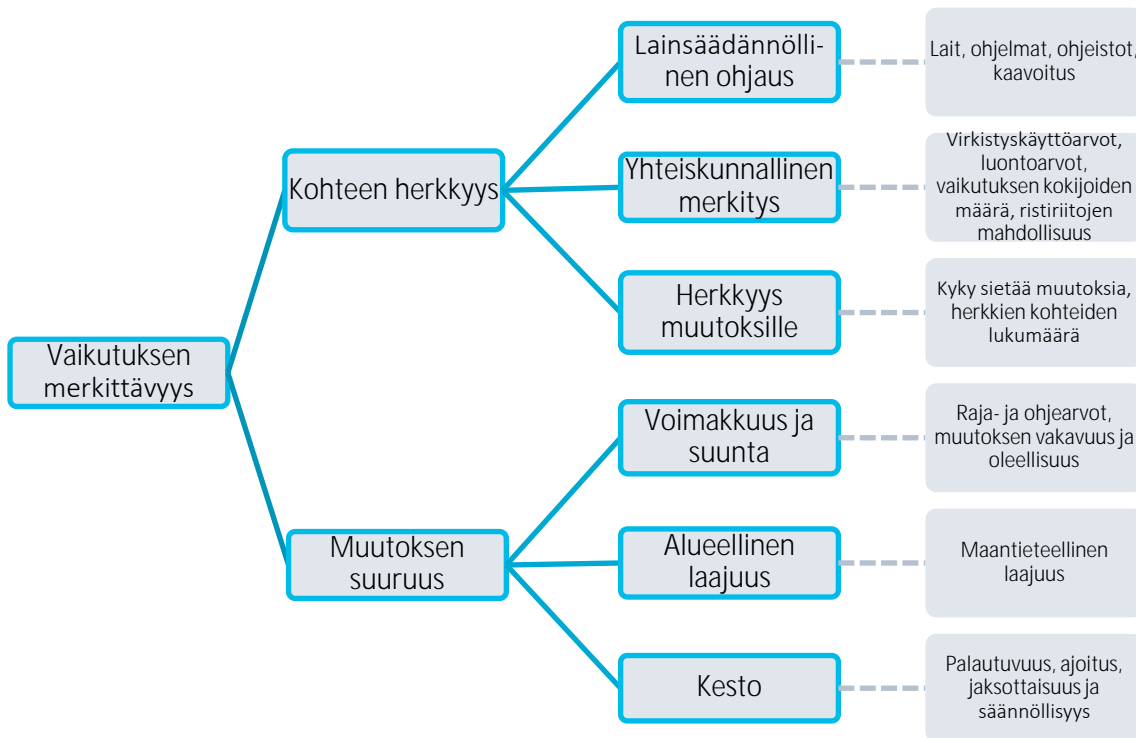 Vaikutuksen
merkittävyys
Kohteen herkkyys
Lainsäädännölli-
nen ohjaus
Lait, ohjelmat, ohjeistot,
kaavoitus
Yhteiskunnallinen
merkitys
Virkistyskäyttöarvot,
luontoarvot,
vaikutuksen kokijoiden
määrä, ristiriitojen
mahdollisuus
Herkkyys
muutoksille
Kyky sietää muutoksia,
herkkien kohteiden
lukumäärä
Muutoksen
suuruus
Voimakkuus ja
suunta
Raja- ja ohjearvot,
muutoksen vakavuus ja
oleellisuus
Alueellinen
laajuus
Maantieteellinen
laajuus
Kesto
Palautuvuus, ajoitus,
jaksottaisuus ja
säännöllisyys